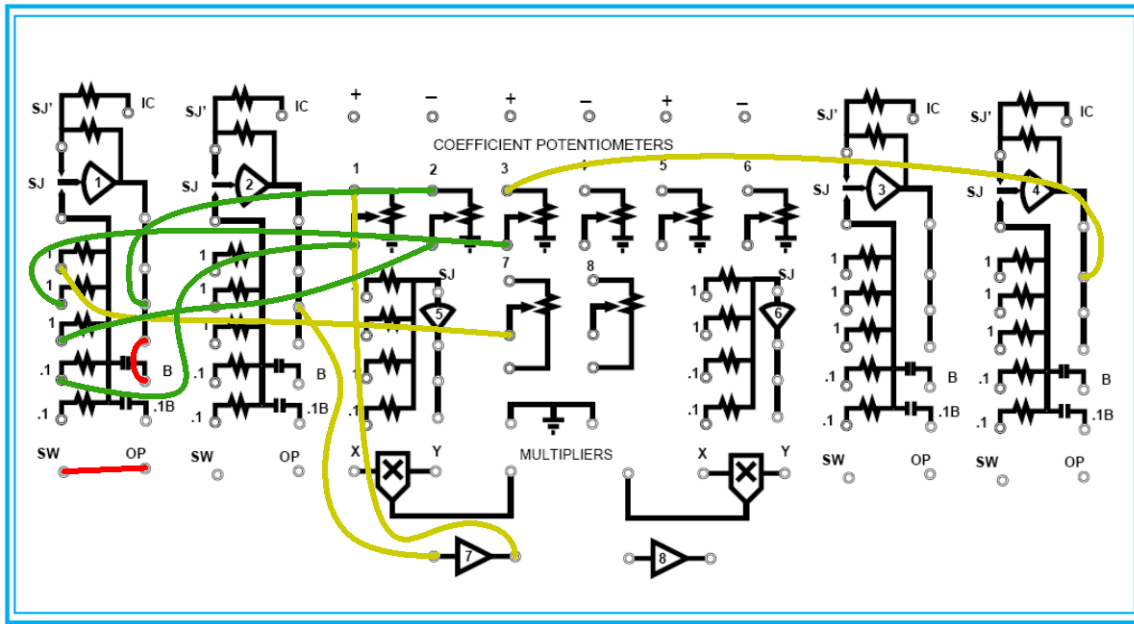 + − + − + −
SJ' IC SJ' IC SJ' IC SJ' IC
COEFFICIENT POTENTIOMETERS
1 2 3 4 5 6
SJ 1 SJ 2 SJ 3 SJ 4
1 1 1 1
7 8
SJ SJ
1 1 1 1 1 1
5 6
1 1 1 1 1 1
.1 B .1 B 1 1 .1 B .1 B
.1 .1B .1 .1B 1 1 .1 .1B .1 .1B
SW OP SW OP X Y MULTIPLIERS X Y SW OP SW OP
7 8